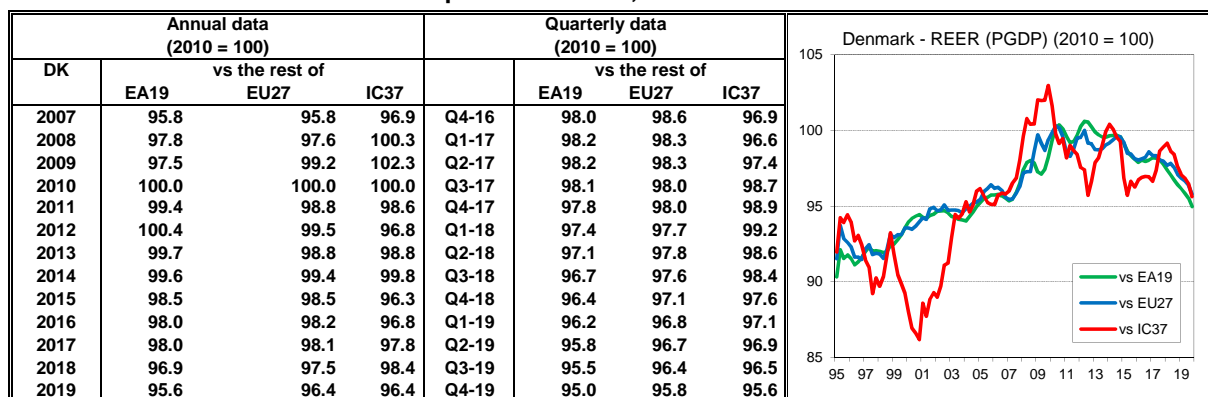 Annual data Quarterly data
(2010 = 100) (2010 = 100)
DK vs the rest of vs the rest of
EA19 EU27 IC37 EA19 EU27 IC37
2007 95.8 95.8 96.9 Q4-16 98.0 98.6 96.9
2008 97.8 97.6 100.3 Q1-17 98.2 98.3 96.6
2009 97.5 99.2 102.3 Q2-17 98.2 98.3 97.4
2010 100.0 100.0 100.0 Q3-17 98.1 98.0 98.7
2011 99.4 98.8 98.6 Q4-17 97.8 98.0 98.9
2012 100.4 99.5 96.8 Q1-18 97.4 97.7 99.2
2013 99.7 98.8 98.8 Q2-18 97.1 97.8 98.6
2014 99.6 99.4 99.8 Q3-18 96.7 97.6 98.4
2015 98.5 98.5 96.3 Q4-18 96.4 97.1 97.6
2016 98.0 98.2 96.8 Q1-19 96.2 96.8 97.1
2017 98.0 98.1 97.8 Q2-19 95.8 96.7 96.9
2018 96.9 97.5 98.4 Q3-19 95.5 96.4 96.5
2019 95.6 96.4 96.4 Q4-19 95.0 95.8 95.6
Denmark - REER (PGDP) (2010 = 100)
105
100
95
90
85
vs EA19
vs EU27
vs IC37
95 97 99 01 03 05 07 09 11 13 15 17 19